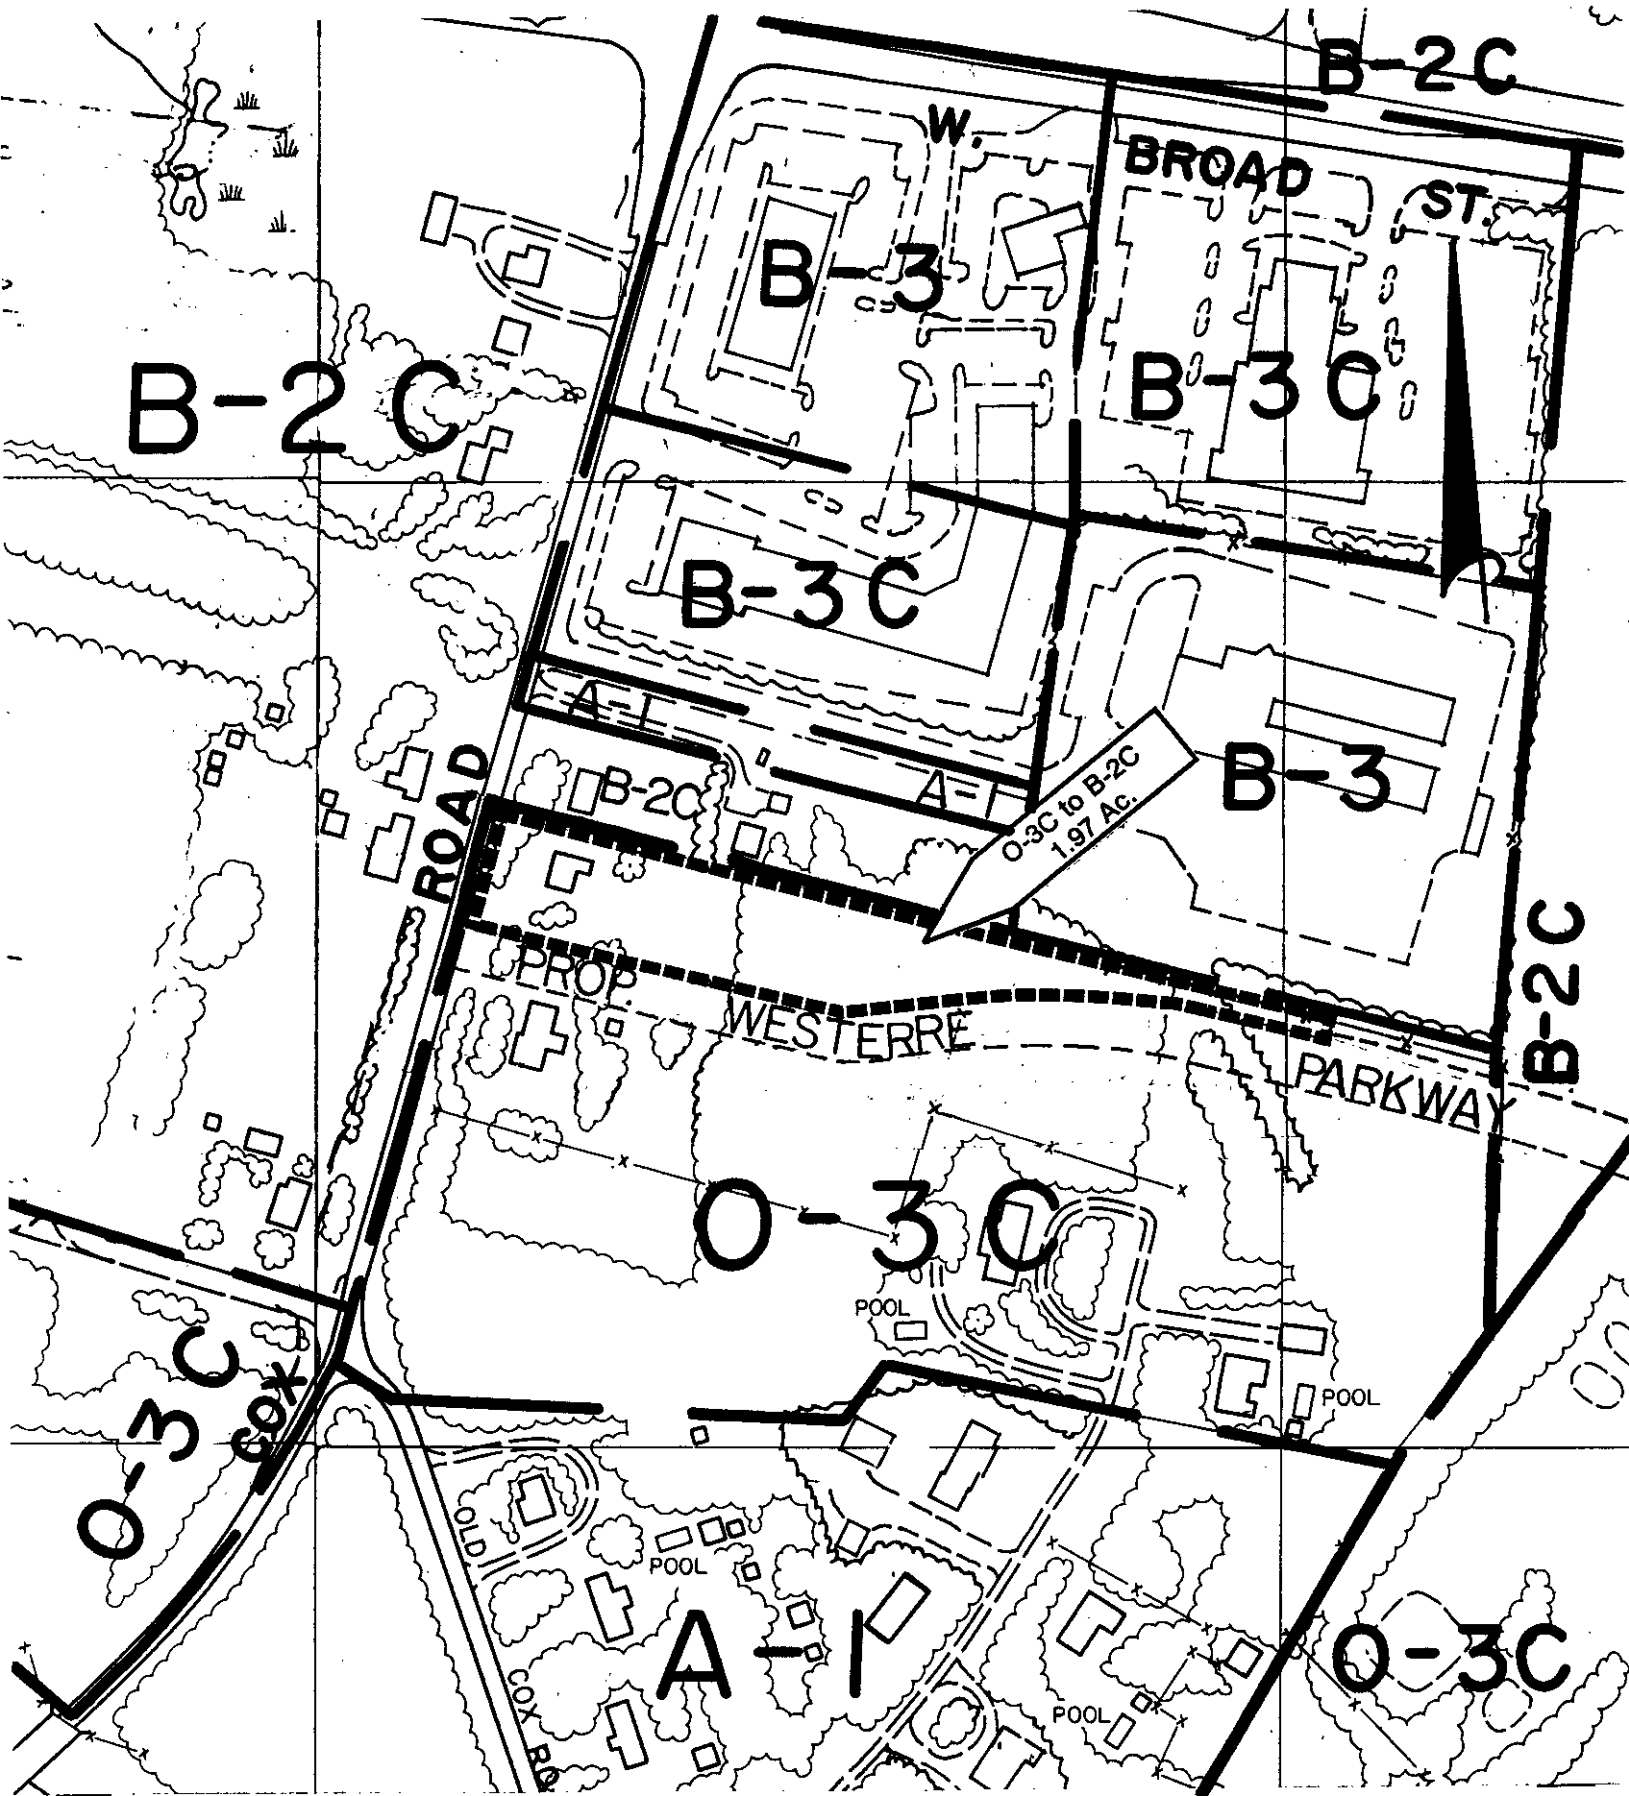 B-2C
W. BROAD ST.
B-3
B-3C
B-2C
B-3C
A-1
B-2C
A-1
O-3C to B-2C
1.97 Ac.
B-3
ROAD
B-2C
PROP. WESTERRE PARKWAY
O-3C
POOL
POOL
O-3C
COX
OLD
POOL
A-1
COX RD.
POOL
O-3C